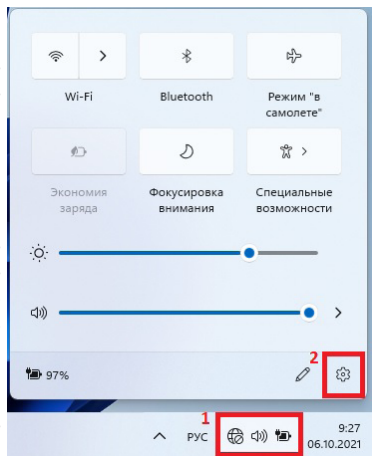 Wi-Fi
Bluetooth
Режим "в
самолете"
Экономия
заряда
Фокусировка
внимания
Специальные
возможности
97%
2
1
РУС
9:27
06.10.2021